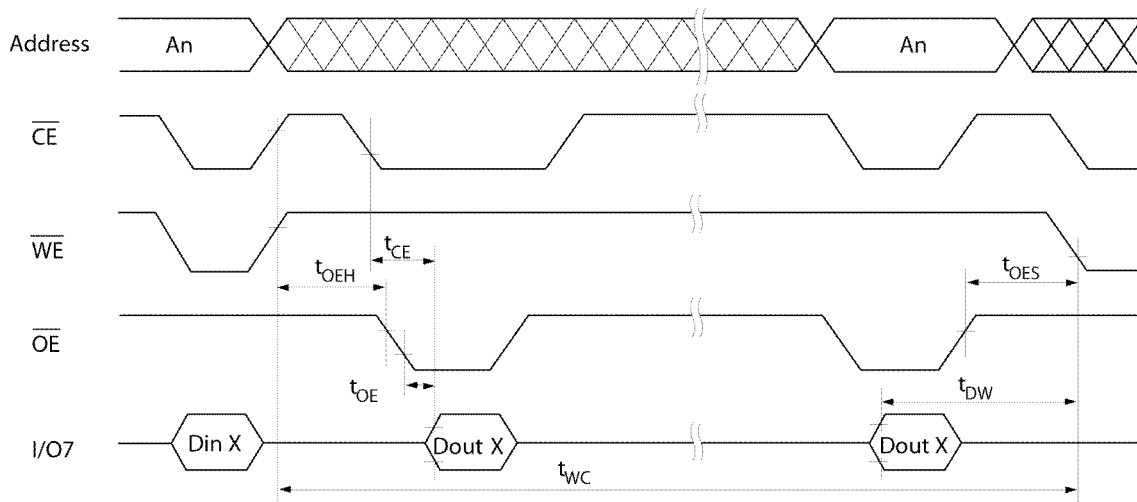 Address An An
CE
WE
tCE
tOEH tOES
OE
tOE tDW
I/O7 Din X Dout X Dout X
tWC